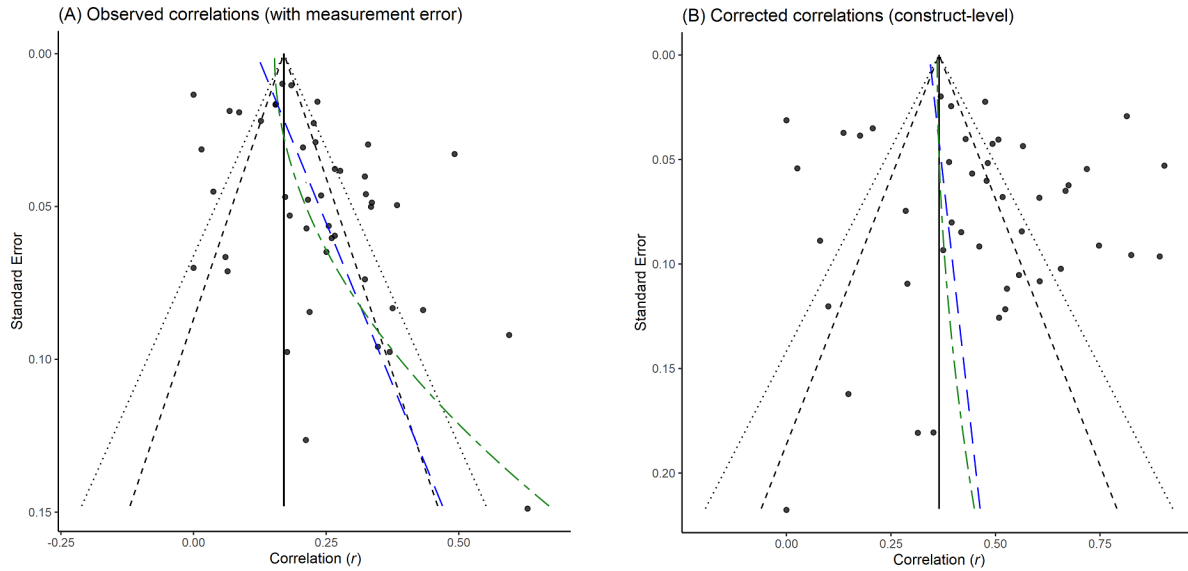 (A) Observed correlations (with measurement error)
0.00
0.05
0.10
0.15
Standard Error
-0.25
0.00
0.25
0.50
Correlation (r)
(B) Corrected correlations (construct-level)
0.00
0.05
0.10
0.15
0.20
Standard Error
0.00
0.25
0.50
0.75
Correlation (r)